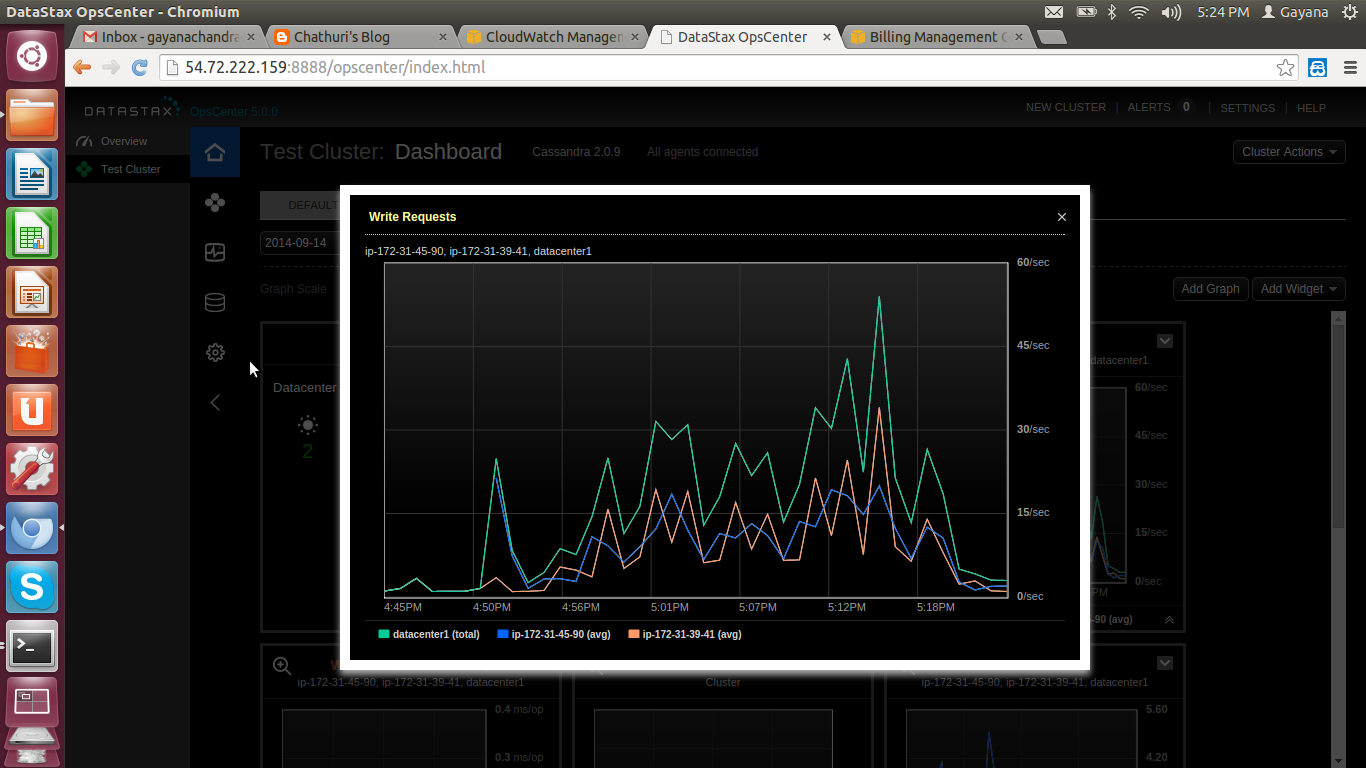 DataStax OpsCenter - Chromium
5:24 PM
Gayana
Inbox - gayanachandra
Chathuri's Blog
CloudWatch Managem
DataStax OpsCenter
Billing Management C
54.72.222.159:8888/opscenter/index.html
DATASTAX
OpsCenter 5.0.0
NEW CLUSTER
ALERTS 0
SETTINGS
HELP
Overview
Test Cluster
Test Cluster: Dashboard
Cassandra 2.0.9
All agents connected
Cluster Actions
DEFAULT
2014-09-14
Graph Scale
Add Graph
Add Widget
Write Requests
ip-172-31-45-90, ip-172-31-39-41, datacenter1
60/sec
45/sec
30/sec
15/sec
0/sec
4:45PM
4:50PM
4:56PM
5:01PM
5:07PM
5:12PM
5:18PM
datacenter1 (total)
ip-172-31-45-90 (avg)
ip-172-31-39-41 (avg)
Datacenter
2
datacenter1
60/sec
45/sec
30/sec
15/sec
0/sec
PM
-90 (avg)
ip-172-31-45-90, ip-172-31-39-41, datacenter1
0.4 ms/op
0.3 ms/op
Cluster
ip-172-31-45-90, ip-172-31-39-41, datacenter1
5.60
4.20